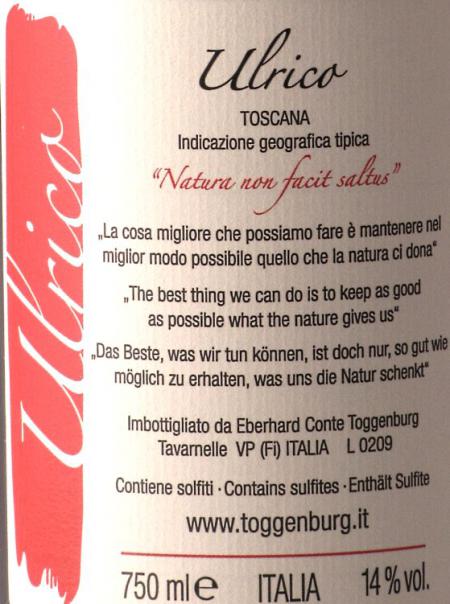 Ulrico
Ulrico
TOSCANA
Indicazione geografica tipica
“Natura non facit saltus”
„La cosa migliore che possiamo fare è mantenere nel
miglior modo possibile quello che la natura ci dona“
„The best thing we can do is to keep as good
as possible what the nature gives us“
„Das Beste, was wir tun können, ist doch nur, so gut wie
möglich zu erhalten, was uns die Natur schenkt“
Imbottigliato da Eberhard Conte Toggenburg
Tavarnelle VP (Fi) ITALIA L 0209
Contiene solfiti · Contains sulfites · Enthält Sulfite
www.toggenburg.it
750 ml e ITALIA 14 % vol.